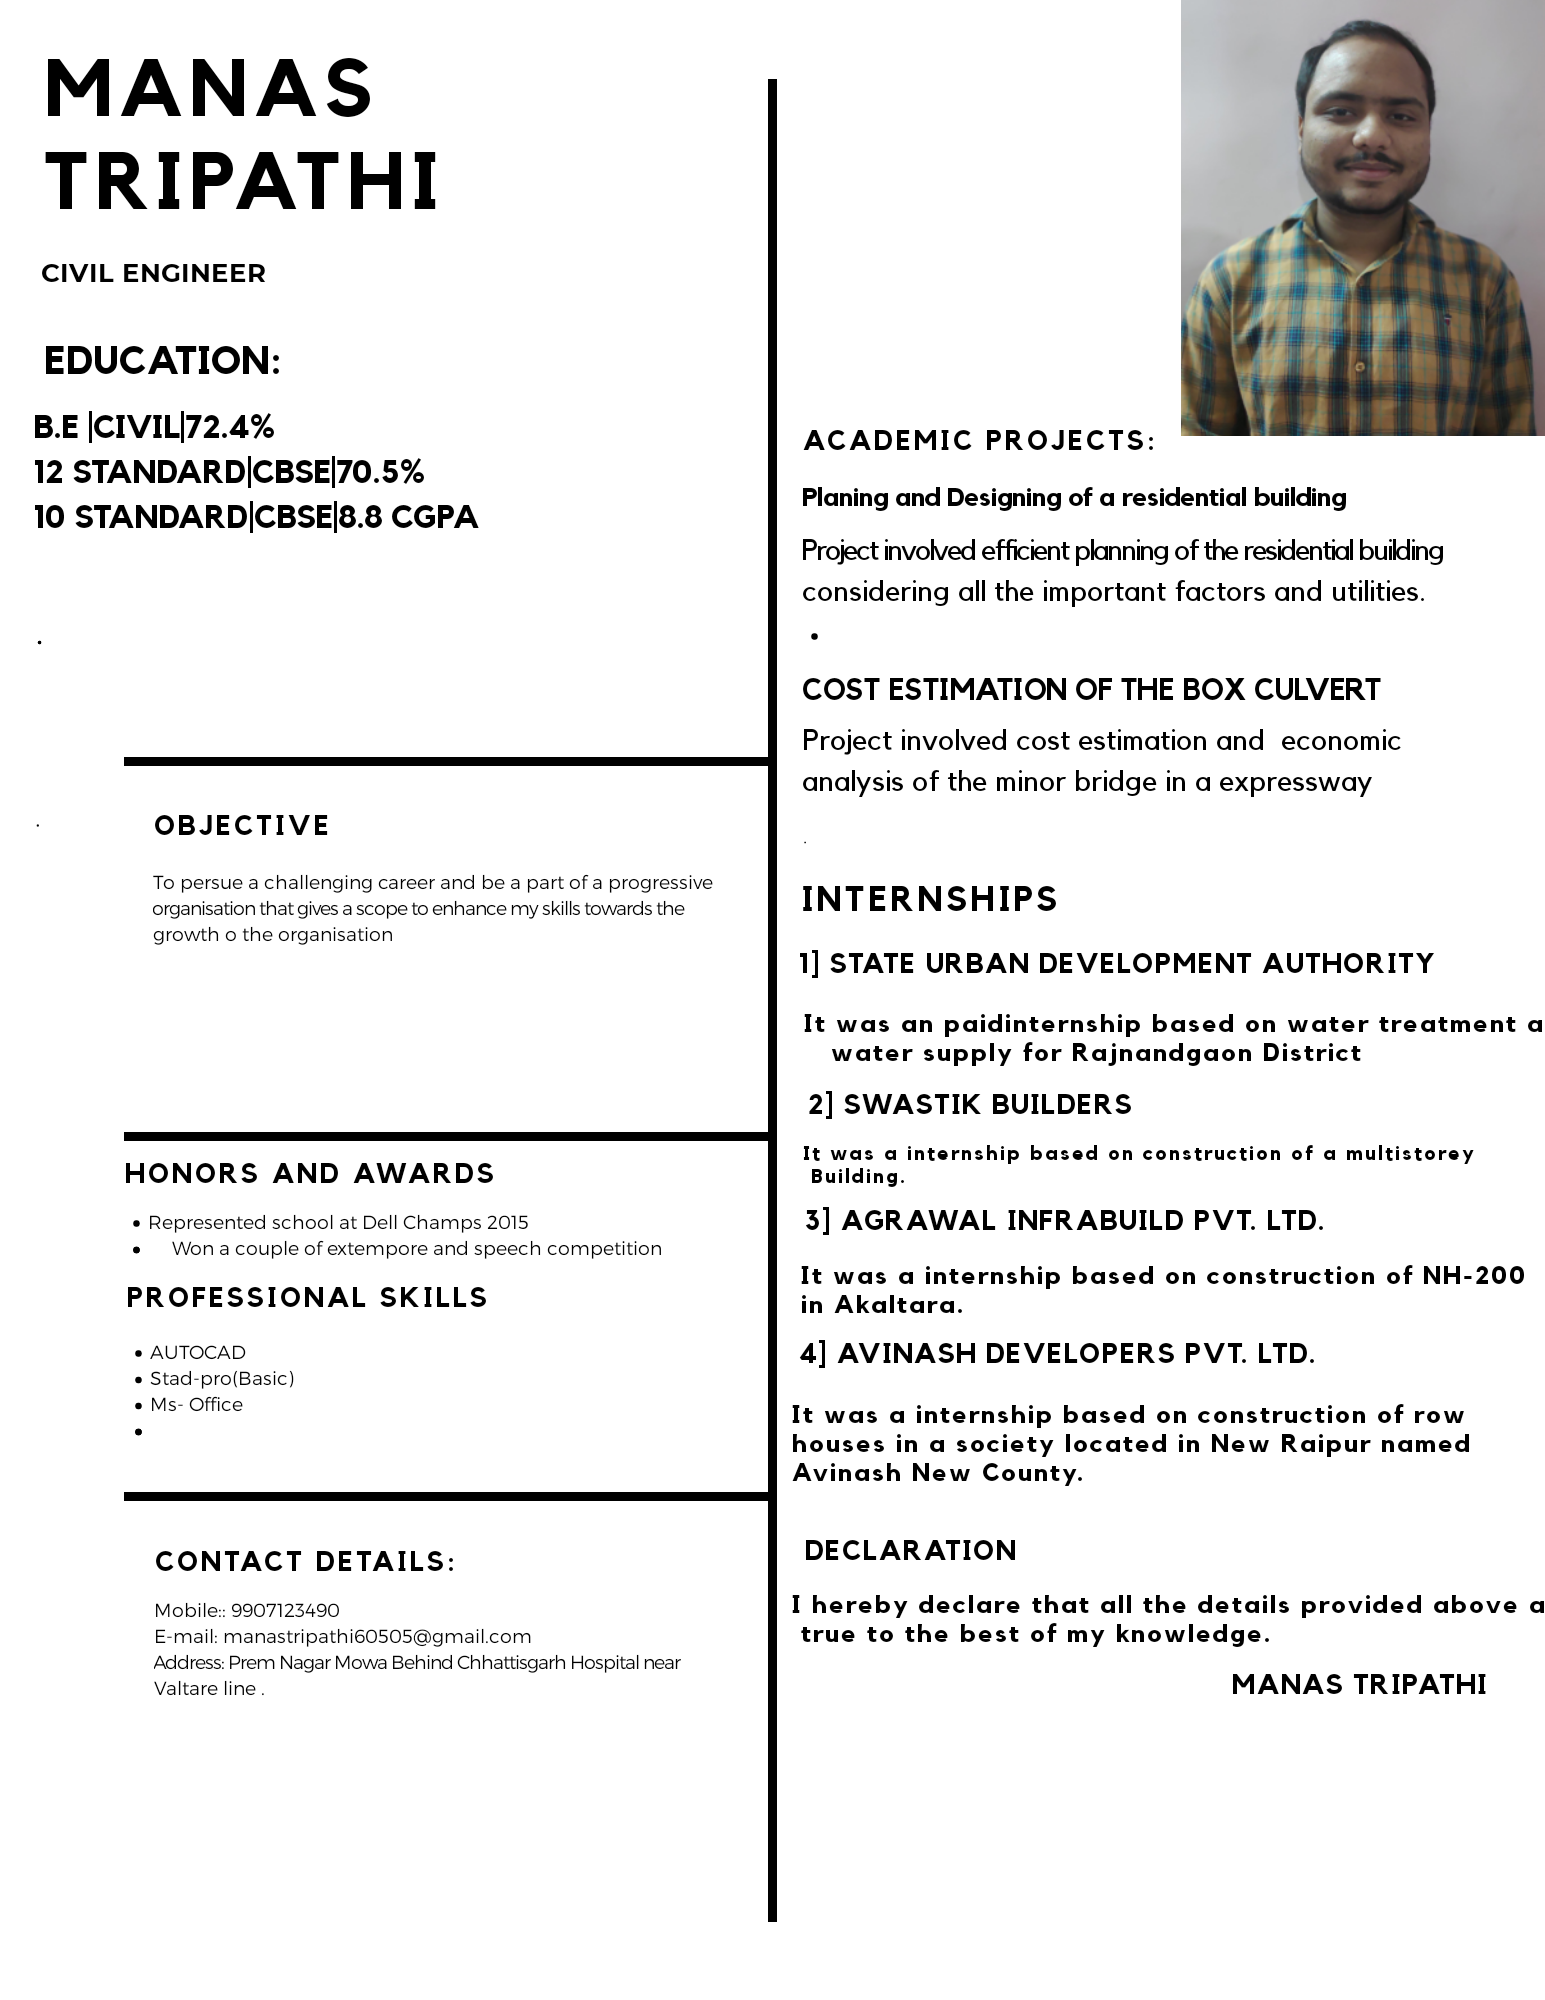 MANAS
TRIPATHI
CIVIL ENGINEER
EDUCATION:
B.E |CIVIL|72.4%
12 STANDARD|CBSE|70.5%
10 STANDARD|CBSE|8.8 CGPA
.
OBJECTIVE
.
To persue a challenging career and be a part of a progressive
organisation that gives a scope to enhance my skills towards the
growth o the organisation
HONORS AND AWARDS
• Represented school at Dell Champs 2015
• Won a couple of extempore and speech competition
PROFESSIONAL SKILLS
• AUTOCAD
• Stad-pro(Basic)
• Ms- Office
•
CONTACT DETAILS:
Mobile:: 9907123490
E-mail: manastripathi60505@gmail.com
Address: Prem Nagar Mowa Behind Chhattisgarh Hospital near
Valtare line .
ACADEMIC PROJECTS:
Planing and Designing of a residential building
Project involved efficient planning of the residential building
considering all the important factors and utilities.
•
COST ESTIMATION OF THE BOX CULVERT
Project involved cost estimation and  economic
analysis of the minor bridge in a expressway
.
INTERNSHIPS
1] STATE URBAN DEVELOPMENT AUTHORITY
It was an paidinternship based on water treatment a
water supply for Rajnandgaon District
2] SWASTIK BUILDERS
It was a internship based on construction of a multistorey
Building.
3] AGRAWAL INFRABUILD PVT. LTD.
It was a internship based on construction of NH-200
in Akaltara.
4] AVINASH DEVELOPERS PVT. LTD.
It was a internship based on construction of row
houses in a society located in New Raipur named
Avinash New County.
DECLARATION
I hereby declare that all the details provided above a
true to the best of my knowledge.
MANAS TRIPATHI